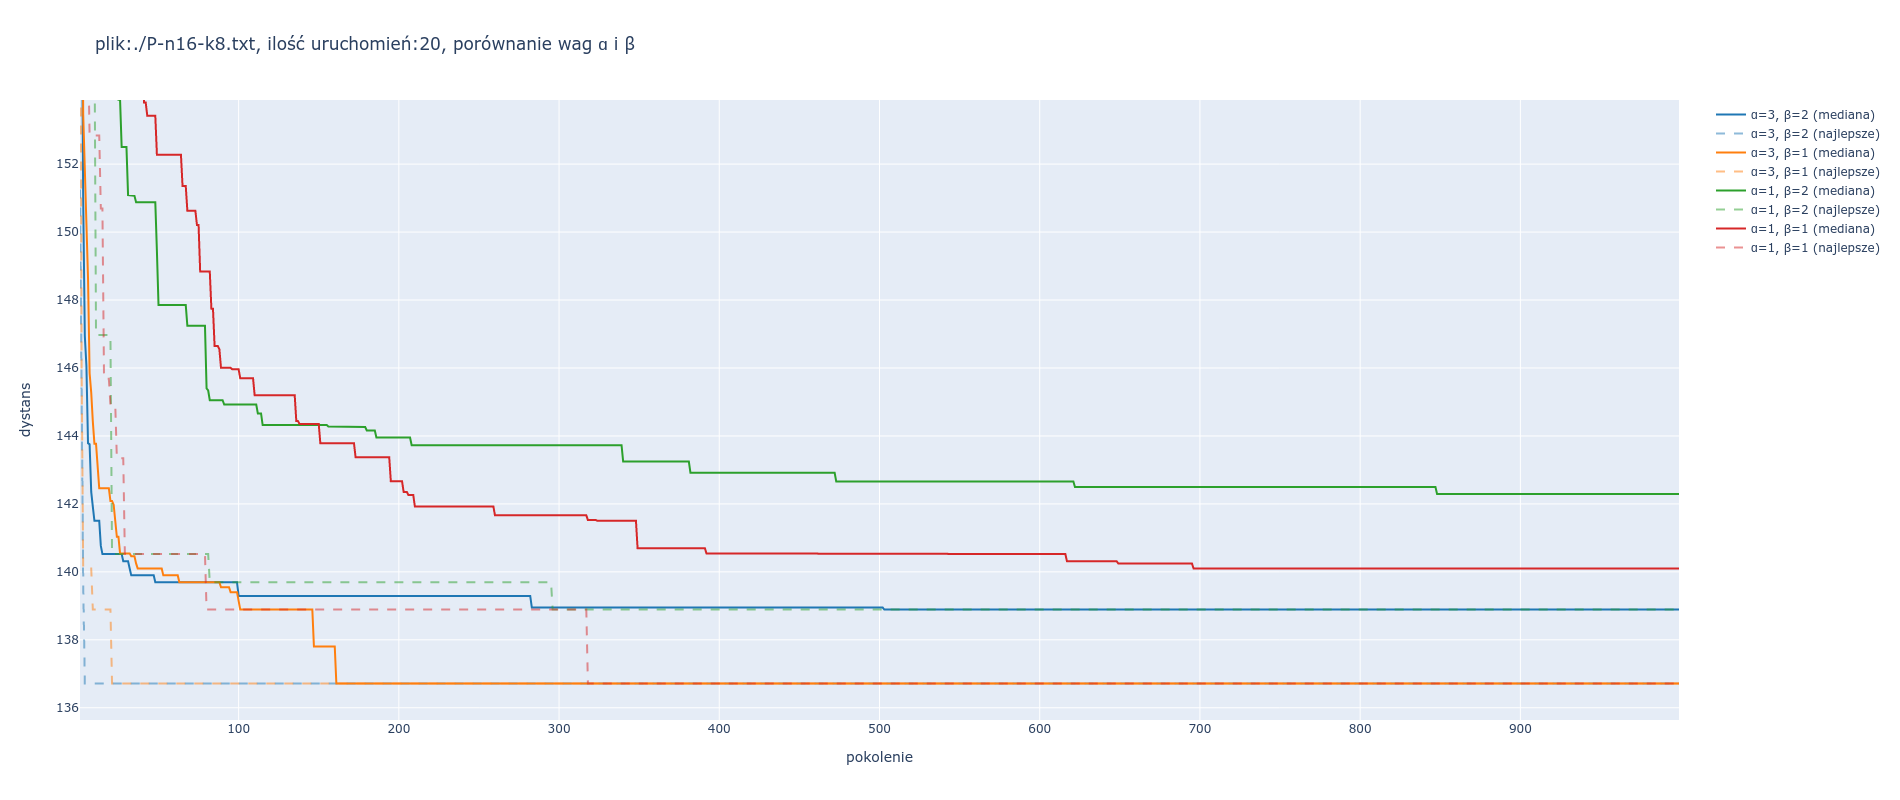 plik:./P-n16-k8.txt, ilość uruchomień:20, porównanie wag α i β
α=3, β=2 (mediana)
α=3, β=2 (najlepsze)
α=3, β=1 (mediana)
α=3, β=1 (najlepsze)
α=1, β=2 (mediana)
α=1, β=2 (najlepsze)
α=1, β=1 (mediana)
α=1, β=1 (najlepsze)
dystans
152
150
148
146
144
142
140
138
136
100 200 300 400 500 600 700 800 900
pokolenie